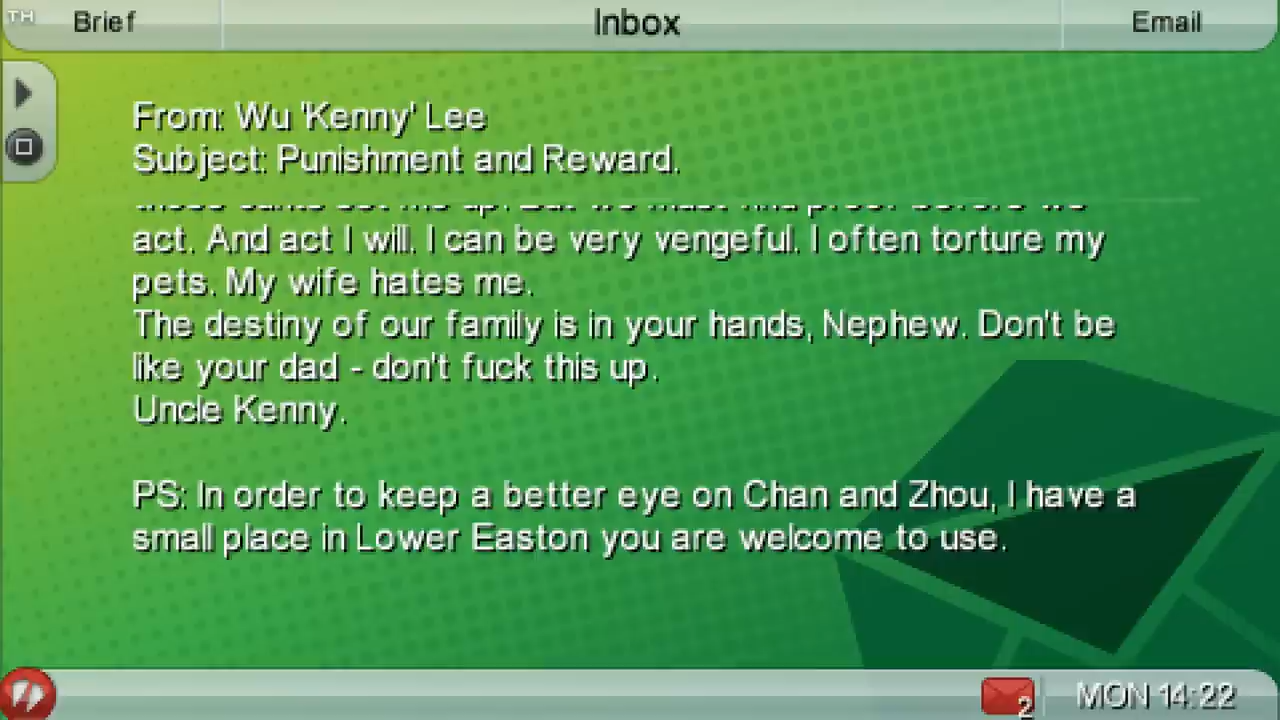 TM
Brief
Inbox
Email
From: Wu 'Kenny' Lee
Subject: Punishment and Reward.
act. And act I will. I can be very vengeful. I often torture my
pets. My wife hates me.
The destiny of our family is in your hands, Nephew. Don't be
like your dad - don't fuck this up.
Uncle Kenny.
PS: In order to keep a better eye on Chan and Zhou, I have a
small place in Lower Easton you are welcome to use.
2
MON 14:22